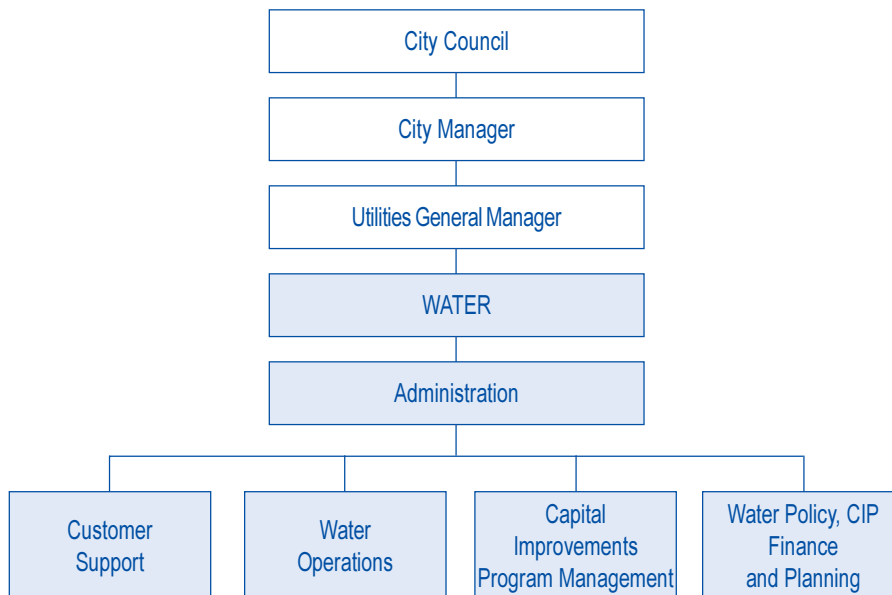 City Council
City Manager
Utilities General Manager
WATER
Administration
Customer
Support
Water
Operations
Capital
Improvements
Program Management
Water Policy, CIP
Finance
and Planning